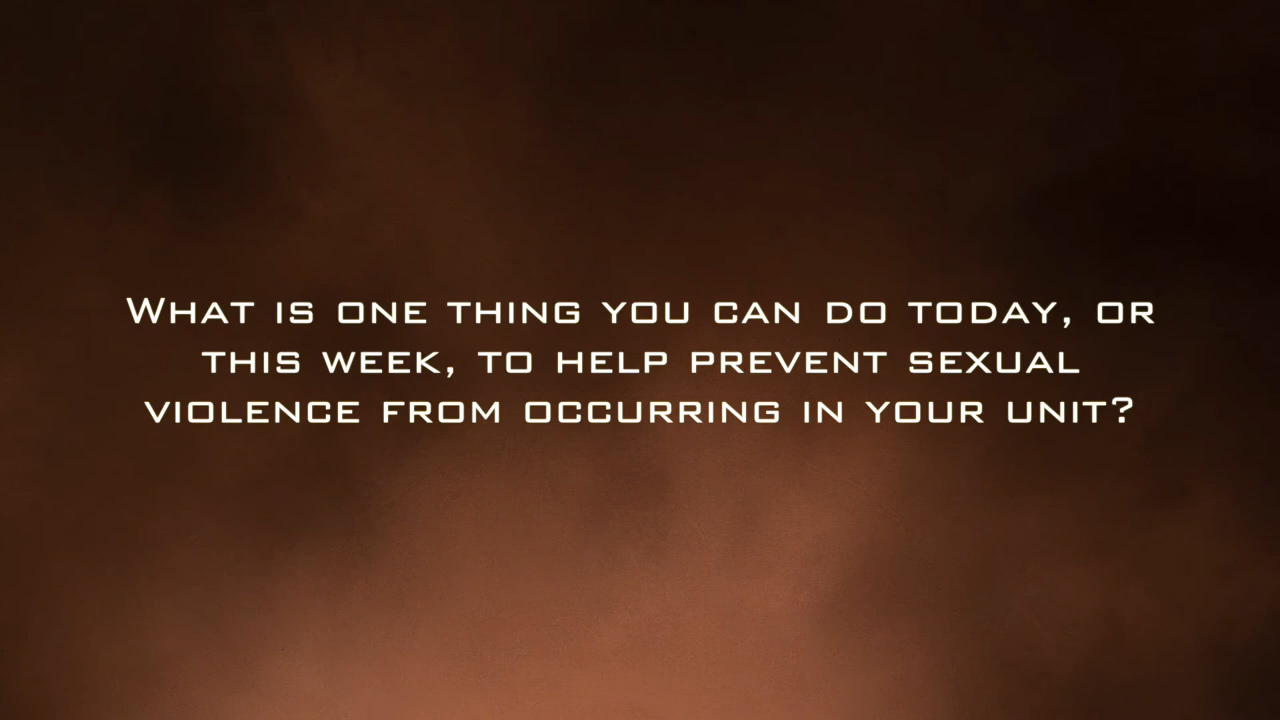 What is one thing you can do today, or
this week, to help prevent sexual
violence from occurring in your unit?